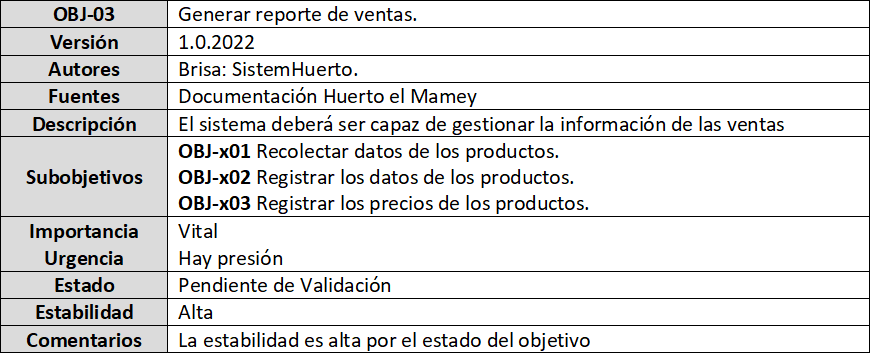 OBJ-03 Generar reporte de ventas.
Versión 1.0.2022
Autores Brisa: SistemHuerto.
Fuentes Documentación Huerto el Mamey
Descripción El sistema deberá ser capaz de gestionar la información de las ventas
Subobjetivos
OBJ-x01 Recolectar datos de los productos.
OBJ-x02 Registrar los datos de los productos.
OBJ-x03 Registrar los precios de los productos.
Importancia Vital
Urgencia Hay presión
Estado Pendiente de Validación
Estabilidad Alta
Comentarios La estabilidad es alta por el estado del objetivo